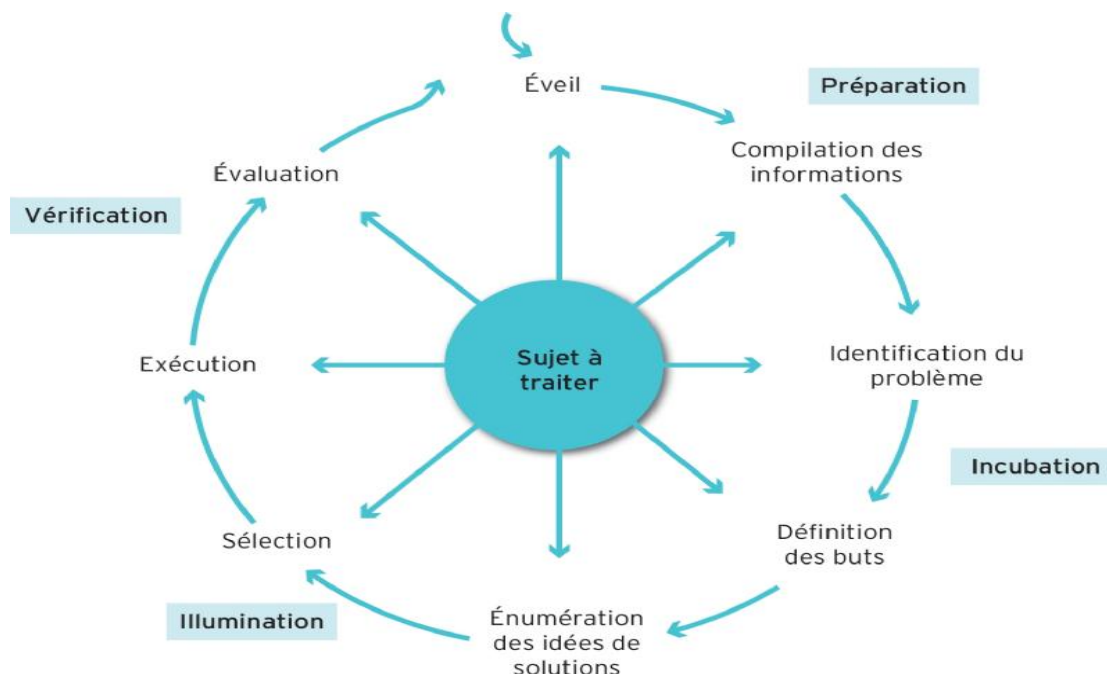 Éveil
Préparation
Compilation des
informations
Identification du
problème
Incubation
Définition
des buts
Énumération
des idées de
solutions
Illumination
Sélection
Exécution
Vérification
Évaluation
Sujet à
traiter